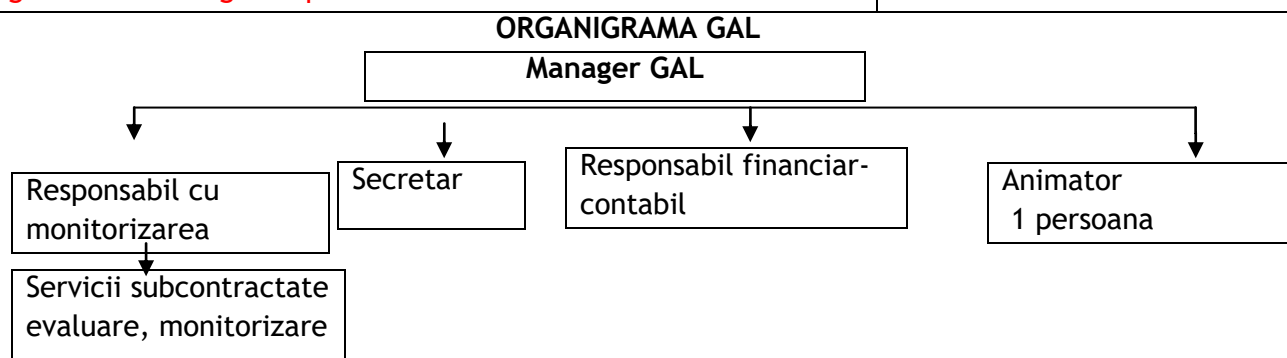 ORGANIGRAMA GAL
Manager GAL
Responsabil cu
monitorizarea
Secretar
Responsabil financiar-
contabil
Animator
1 persoana
Servicii subcontractate
evaluare, monitorizare